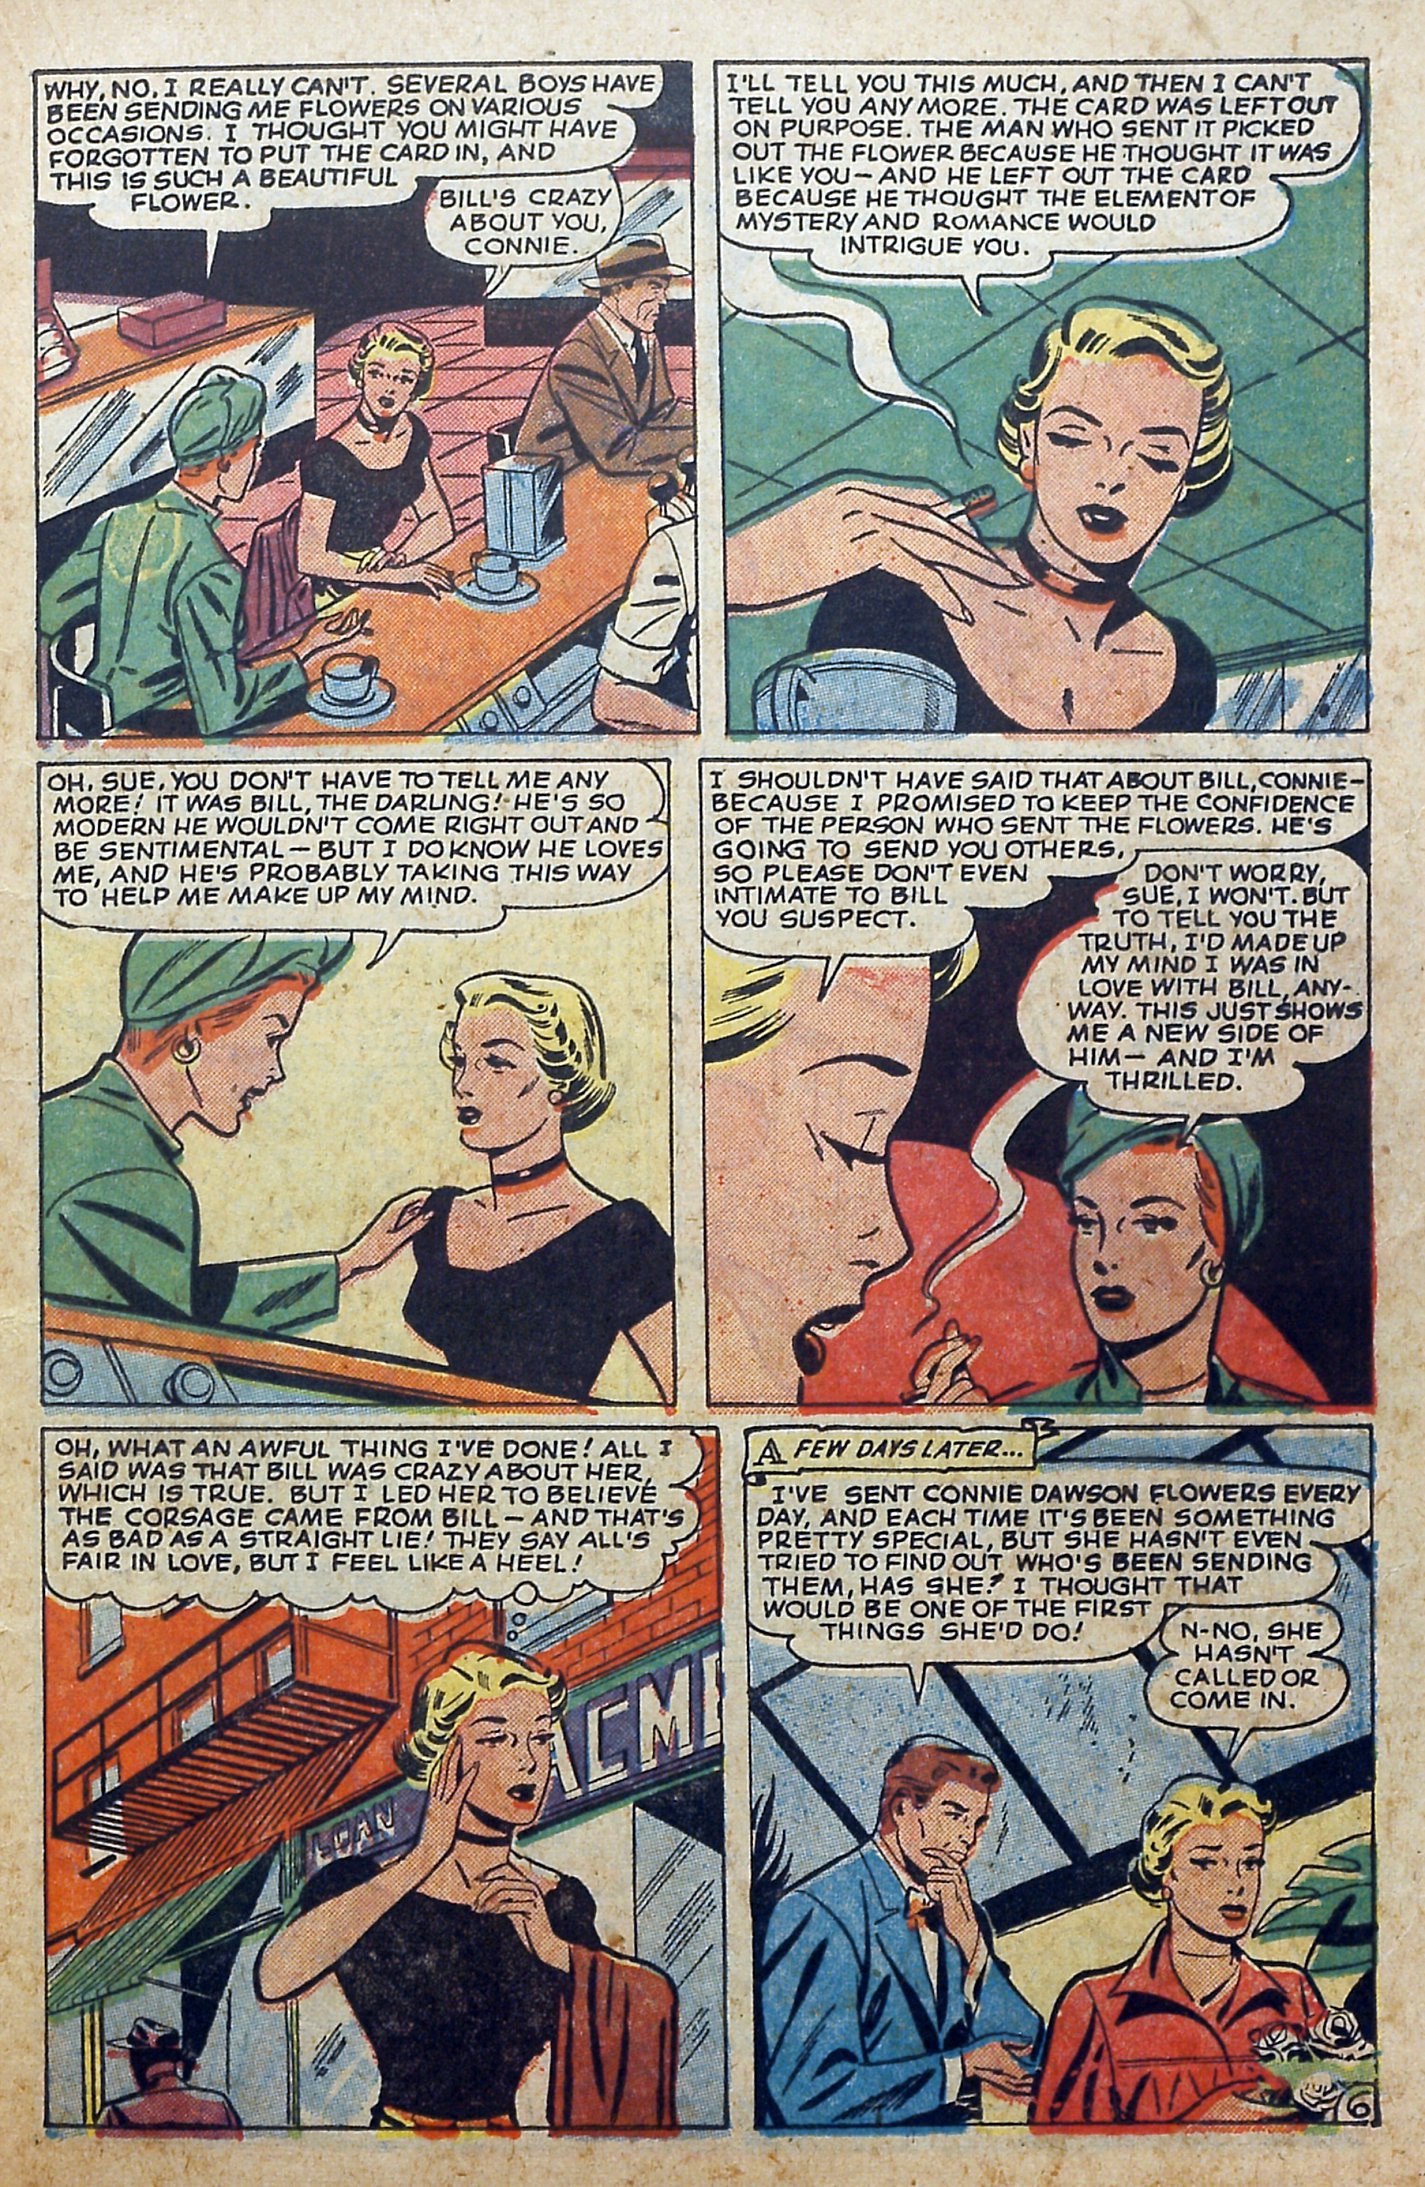 WHY, NO. I REALLY CAN'T. SEVERAL BOYS HAVE
BEEN SENDING ME FLOWERS ON VARIOUS
OCCASIONS. I THOUGHT YOU MIGHT HAVE
FORGOTTEN TO PUT THE CARD IN, AND
THIS IS SUCH A BEAUTIFUL
FLOWER.
BILL'S CRAZY
ABOUT YOU,
CONNIE.
I'LL TELL YOU THIS MUCH, AND THEN I CAN'T
TELL YOU ANY MORE. THE CARD WAS LEFT OUT
ON PURPOSE. THE MAN WHO SENT IT PICKED
OUT THE FLOWER BECAUSE HE THOUGHT IT WAS
LIKE YOU — AND HE LEFT OUT THE CARD
BECAUSE HE THOUGHT THE ELEMENT OF
MYSTERY AND ROMANCE WOULD
INTRIGUE YOU.
OH, SUE, YOU DON'T HAVE TO TELL ME ANY
MORE! IT WAS BILL, THE DARLING! HE'S SO
MODERN HE WOULDN'T COME RIGHT OUT AND
BE SENTIMENTAL — BUT I DO KNOW HE LOVES
ME, AND HE'S PROBABLY TAKING THIS WAY
TO HELP ME MAKE UP MY MIND.
I SHOULDN'T HAVE SAID THAT ABOUT BILL, CONNIE —
BECAUSE I PROMISED TO KEEP THE CONFIDENCE
OF THE PERSON WHO SENT THE FLOWERS. HE'S
GOING TO SEND YOU OTHERS,
SO PLEASE DON'T EVEN
INTIMATE TO BILL
YOU SUSPECT.
DON'T WORRY,
SUE, I WON'T. BUT
TO TELL YOU THE
TRUTH, I'D MADE UP
MY MIND I WAS IN
LOVE WITH BILL, ANY-
WAY. THIS JUST SHOWS
ME A NEW SIDE OF
HIM — AND I'M
THRILLED.
OH, WHAT AN AWFUL THING I'VE DONE! ALL I
SAID WAS THAT BILL WAS CRAZY ABOUT HER,
WHICH IS TRUE. BUT I LED HER TO BELIEVE
THE CORSAGE CAME FROM BILL — AND THAT'S
AS BAD AS A STRAIGHT LIE! THEY SAY ALL'S
FAIR IN LOVE, BUT I FEEL LIKE A HEEL!
ACME
LOAN
A FEW DAYS LATER...
I'VE SENT CONNIE DAWSON FLOWERS EVERY
DAY, AND EACH TIME IT'S BEEN SOMETHING
PRETTY SPECIAL, BUT SHE HASN'T EVEN
TRIED TO FIND OUT WHO'S BEEN SENDING
THEM, HAS SHE? I THOUGHT THAT
WOULD BE ONE OF THE FIRST
THINGS SHE'D DO!
N-NO, SHE
HASN'T
CALLED OR
COME IN.
6